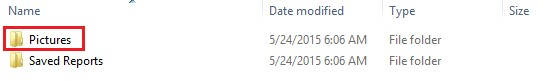 Name Date modified Type Size
Pictures 5/24/2015 6:06 AM File folder
Saved Reports 5/24/2015 6:06 AM File folder